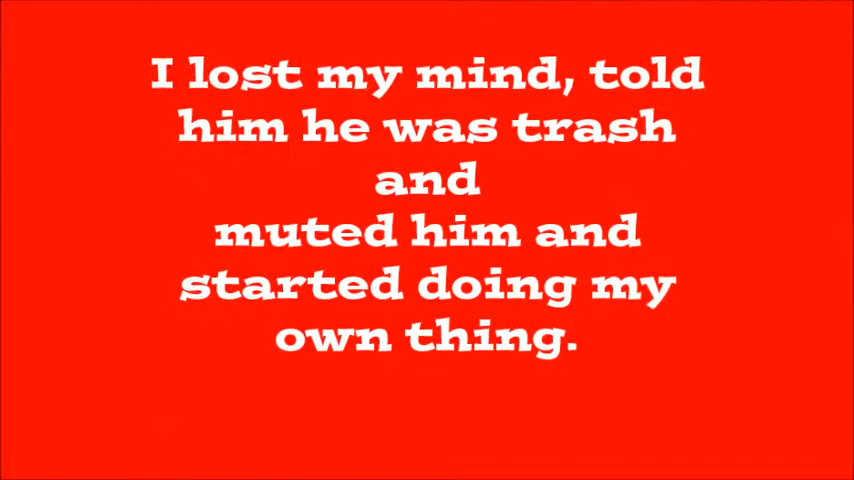 I lost my mind, told
him he was trash
and
muted him and
started doing my
own thing.